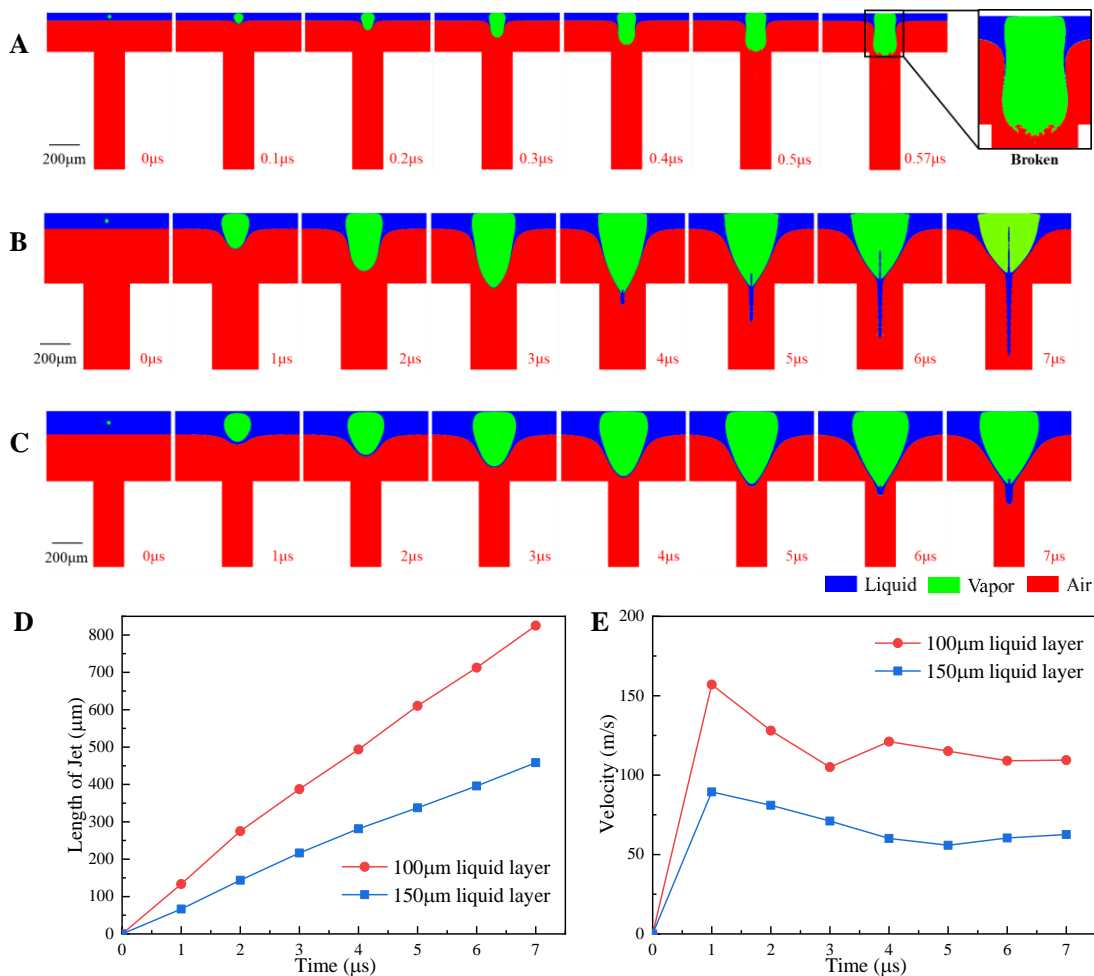 A
200μm
0μs 0.1μs 0.2μs 0.3μs 0.4μs 0.5μs 0.57μs
Broken
B
200μm
0μs 1μs 2μs 3μs 4μs 5μs 6μs 7μs
C
200μm
0μs 1μs 2μs 3μs 4μs 5μs 6μs 7μs
Liquid Vapor Air
D
Length of Jet (μm)
800
700
600
500
400
300
200
100
0
100μm liquid layer
150μm liquid layer
0 1 2 3 4 5 6 7
Time (μs)
E
Velocity (m/s)
200
150
100
50
0
100μm liquid layer
150μm liquid layer
0 1 2 3 4 5 6 7
Time (μs)